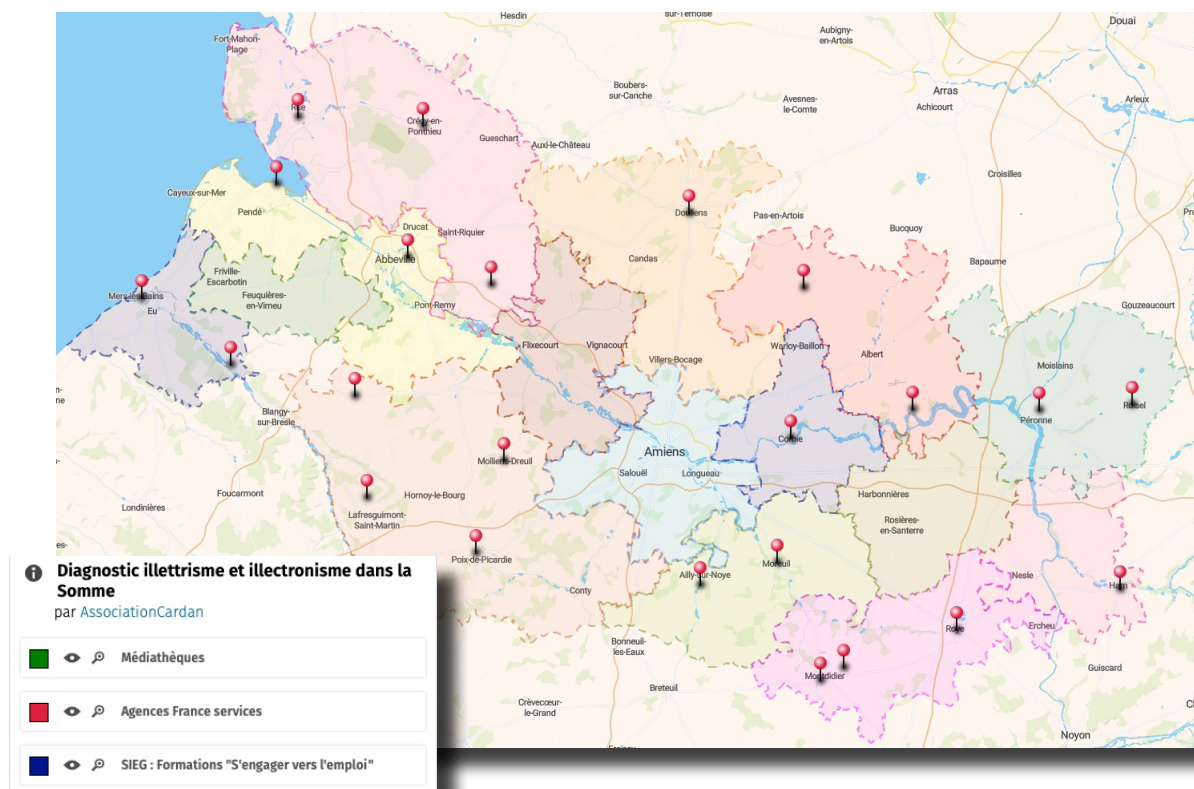 Hesdin
sur-Ternoise
Douai
Aubigny-
en-Artois
Fort-Mahon-
Plage
Boubers-
sur-Canche
Arras
Achicourt
Arleux
Avesnes-
le-Comte
Rue
Crécy-en-
Ponthieu
Gueschart
Auxi-le-Château
Croisilles
Cayeux-sur-Mer
Pendé
Doullens
Pas-en-Artois
Bucquoy
Drucat
Saint-Riquier
Abbeville
Candas
Bapaume
Friville-
Escarbotin
Feuquières-
en-Vimeu
Mers-les-Bains
Eu
Pont-Remy
Gouzeaucourt
Flixecourt
Vignacourt
Warloy-Baillon
Albert
Villers-Bocage
Moislains
Blangy-
sur-Bresle
Roisel
Péronne
Corbie
Amiens
Molliens-Dreuil
Salouël
Longueau
Foucarmont
Hornoy-le-Bourg
Harbonnières
Londinières
Lafresguimont-
Saint-Martin
Rosières-
en-Santerre
Poix-de-Picardie
Moreuil
Ailly-sur-Noye
Nesle
Ham
Conty
Roye
Ercheu
Bonneuil
les-Eaux
Guiscard
Montdidier
Breteuil
Crèvecœur-
le-Grand
Noyon
Diagnostic illettrisme et illectronisme dans la
Somme
par AssociationCardan
Médiathèques
Agences France services
SIEG : Formations "S'engager vers l'emploi"